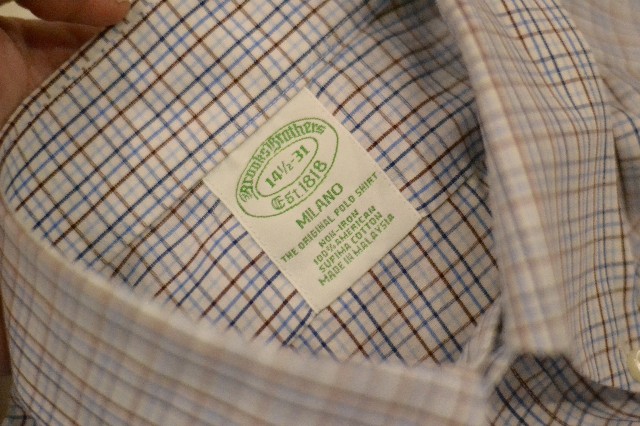 Brooks Brothers
14½-31
Est. 1818
MILANO
THE ORIGINAL POLO SHIRT
NON-IRON
100% AMERICAN
SUPIMA COTTON
MADE IN MALAYSIA